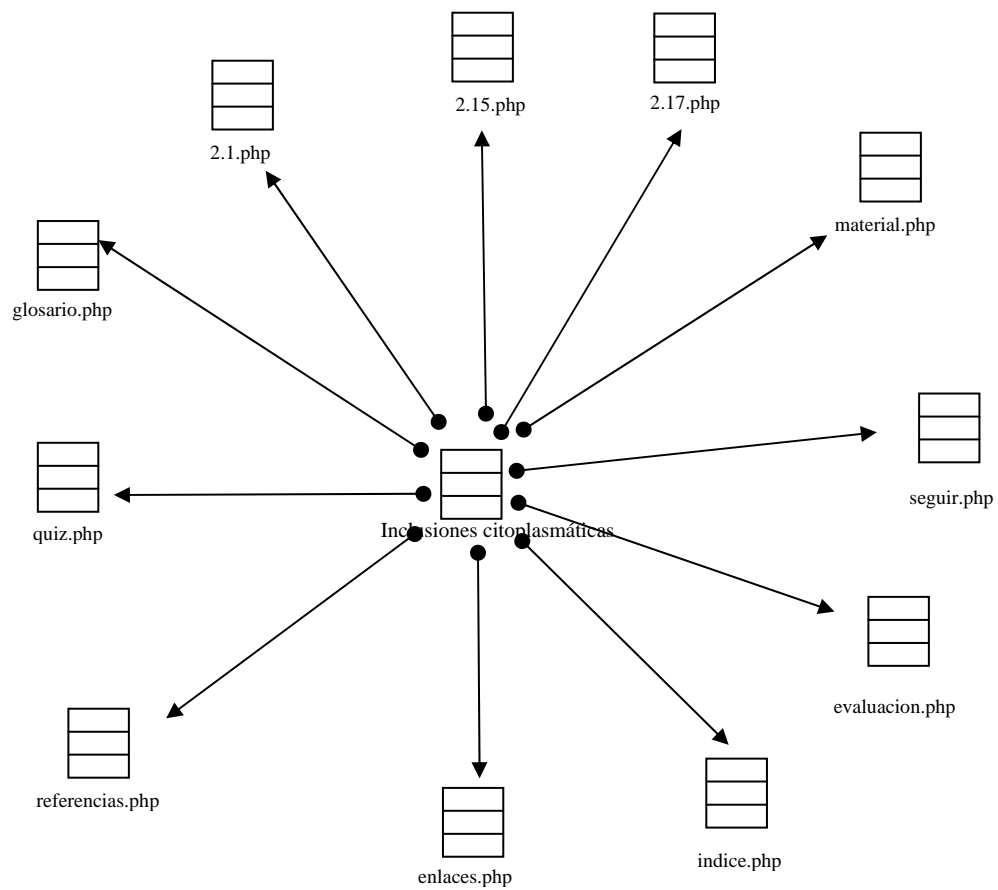 2.15.php
2.17.php
2.1.php
material.php
glosario.php
seguir.php
quiz.php
Inclusiones citoplasmáticas
evaluacion.php
referencias.php
indice.php
enlaces.php